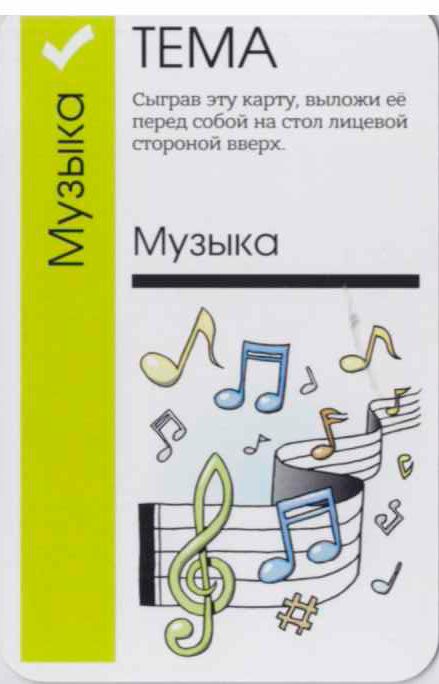 Музыка
ТЕМА
Сыграв эту карту, выложи её
перед собой на стол лицевой
стороной вверх.
Музыка